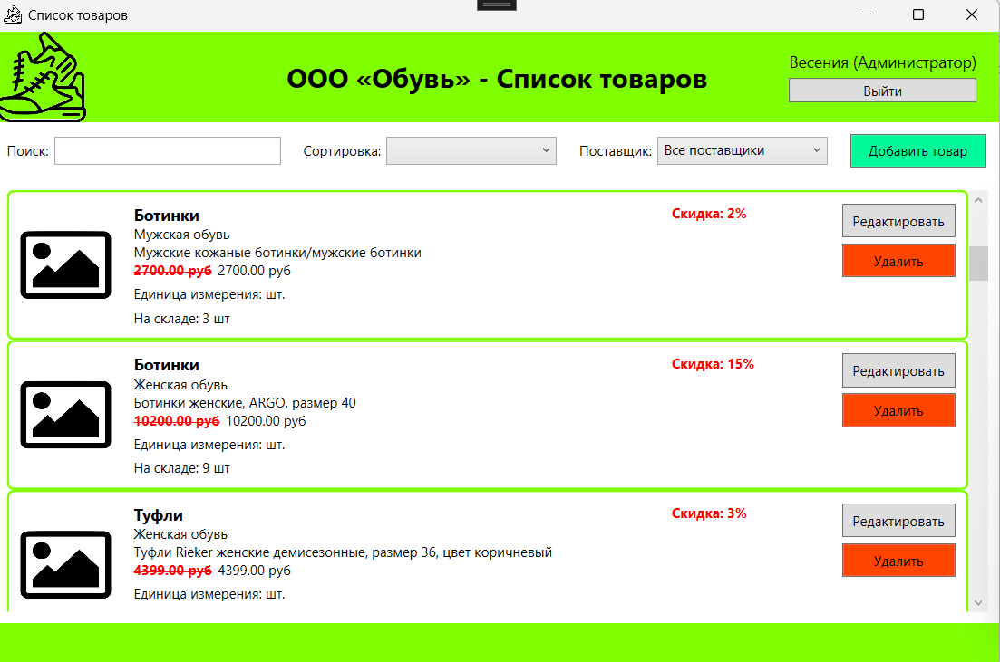 Список товаров
ООО «Обувь» - Список товаров
Весения (Администратор)
Выйти
Поиск:
Сортировка:
Поставщик: Все поставщики
Добавить товар
Ботинки
Мужская обувь
Мужские кожаные ботинки/мужские ботинки
2700.00 руб 2700.00 руб
Единица измерения: шт.
На складе: 3 шт
Скидка: 2%
Редактировать
Удалить
Ботинки
Женская обувь
Ботинки женские, ARGO, размер 40
10200.00 руб 10200.00 руб
Единица измерения: шт.
На складе: 9 шт
Скидка: 15%
Редактировать
Удалить
Туфли
Женская обувь
Туфли Rieker женские демисезонные, размер 36, цвет коричневый
4399.00 руб 4399.00 руб
Единица измерения: шт.
Скидка: 3%
Редактировать
Удалить